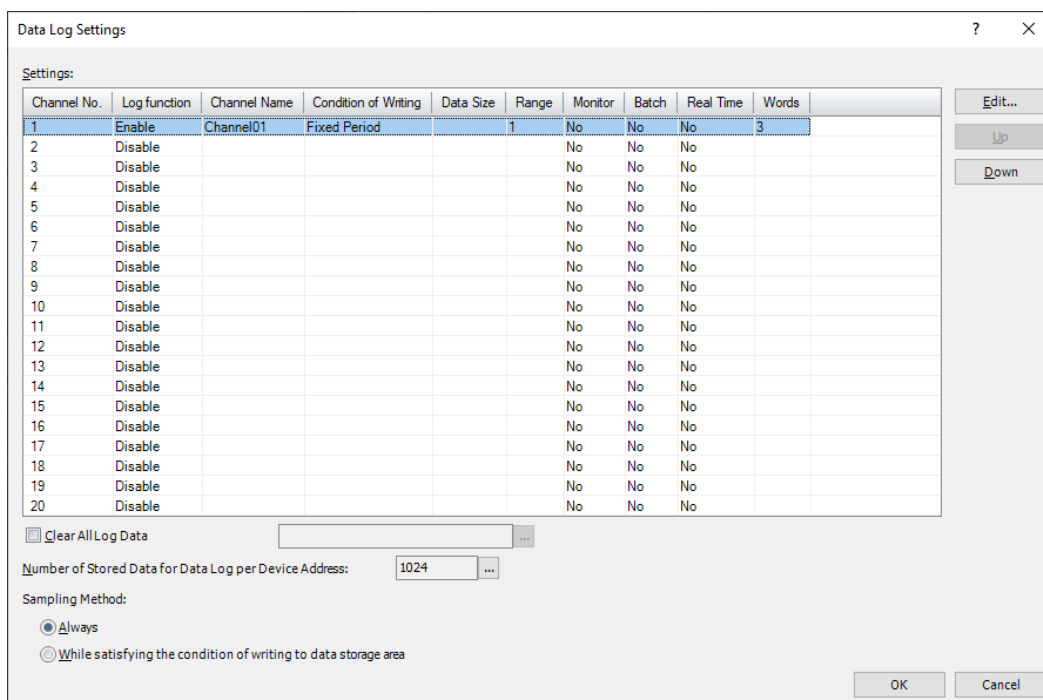 Data Log Settings ?
Settings:
Channel No. Log function Channel Name Condition of Writing Data Size Range Monitor Batch Real Time Words
1 Enable Channel01 Fixed Period 1 No No No 3
2 Disable No No No
3 Disable No No No
4 Disable No No No
5 Disable No No No
6 Disable No No No
7 Disable No No No
8 Disable No No No
9 Disable No No No
10 Disable No No No
11 Disable No No No
12 Disable No No No
13 Disable No No No
14 Disable No No No
15 Disable No No No
16 Disable No No No
17 Disable No No No
18 Disable No No No
19 Disable No No No
20 Disable No No No
Edit...
Up
Down
Clear All Log Data ...
Number of Stored Data for Data Log per Device Address: 1024 ...
Sampling Method:
Always
While satisfying the condition of writing to data storage area
OK Cancel